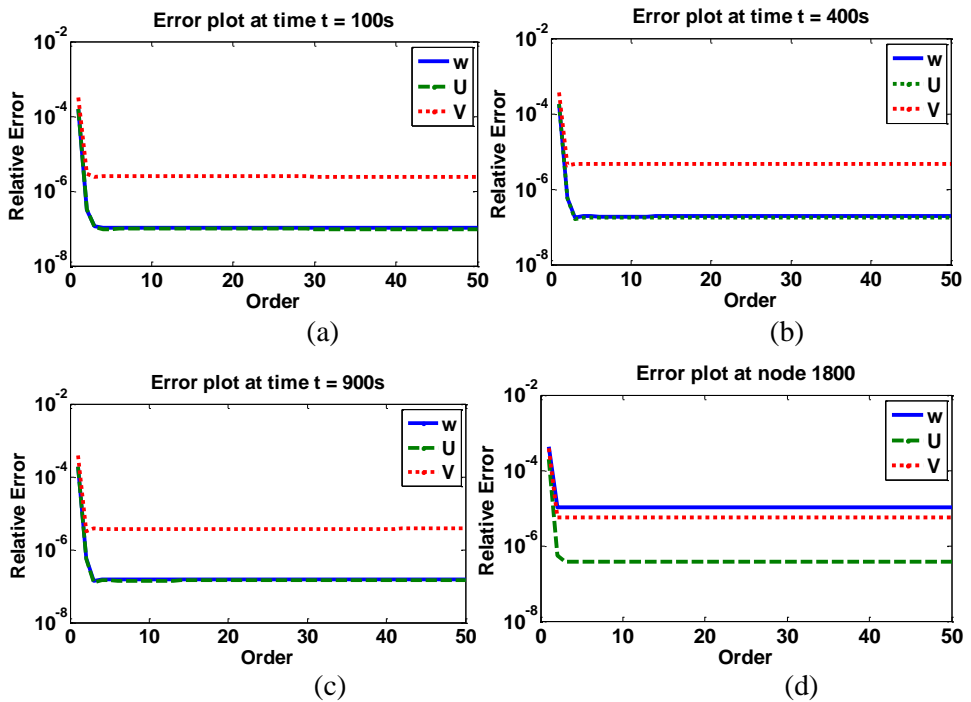 Error plot at time t = 100s
Relative Error
10-2
10-4
10-6
10-8
0 10 20 30 40 50
Order
w
U
V
(a)
Error plot at time t = 400s
Relative Error
10-2
10-4
10-6
10-8
0 10 20 30 40 50
Order
w
U
V
(b)
Error plot at time t = 900s
Relative Error
10-2
10-4
10-6
10-8
0 10 20 30 40 50
Order
w
U
V
(c)
Error plot at node 1800
Relative Error
10-2
10-4
10-6
10-8
0 10 20 30 40 50
Order
w
U
V
(d)